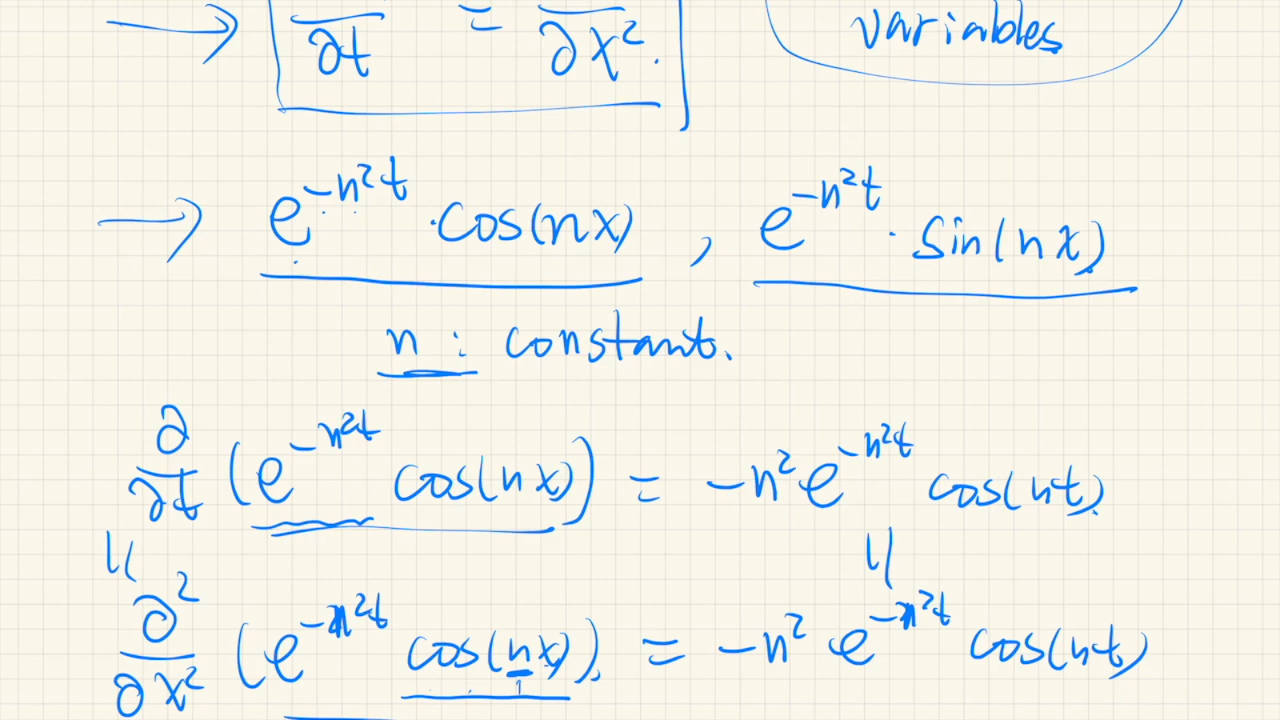 → ∂t = ∂x². variables
→ e^{-n²t} · cos(nx) , e^{-n²t} · sin(nx)
n : constant.
∂/∂t (e^{-n²t} cos(nx)) = -n² e^{-n²t} cos(nt)
|| ||
∂²/∂x² (e^{-n²t} cos(nx)) = -n² e^{-n²t} cos(nt)